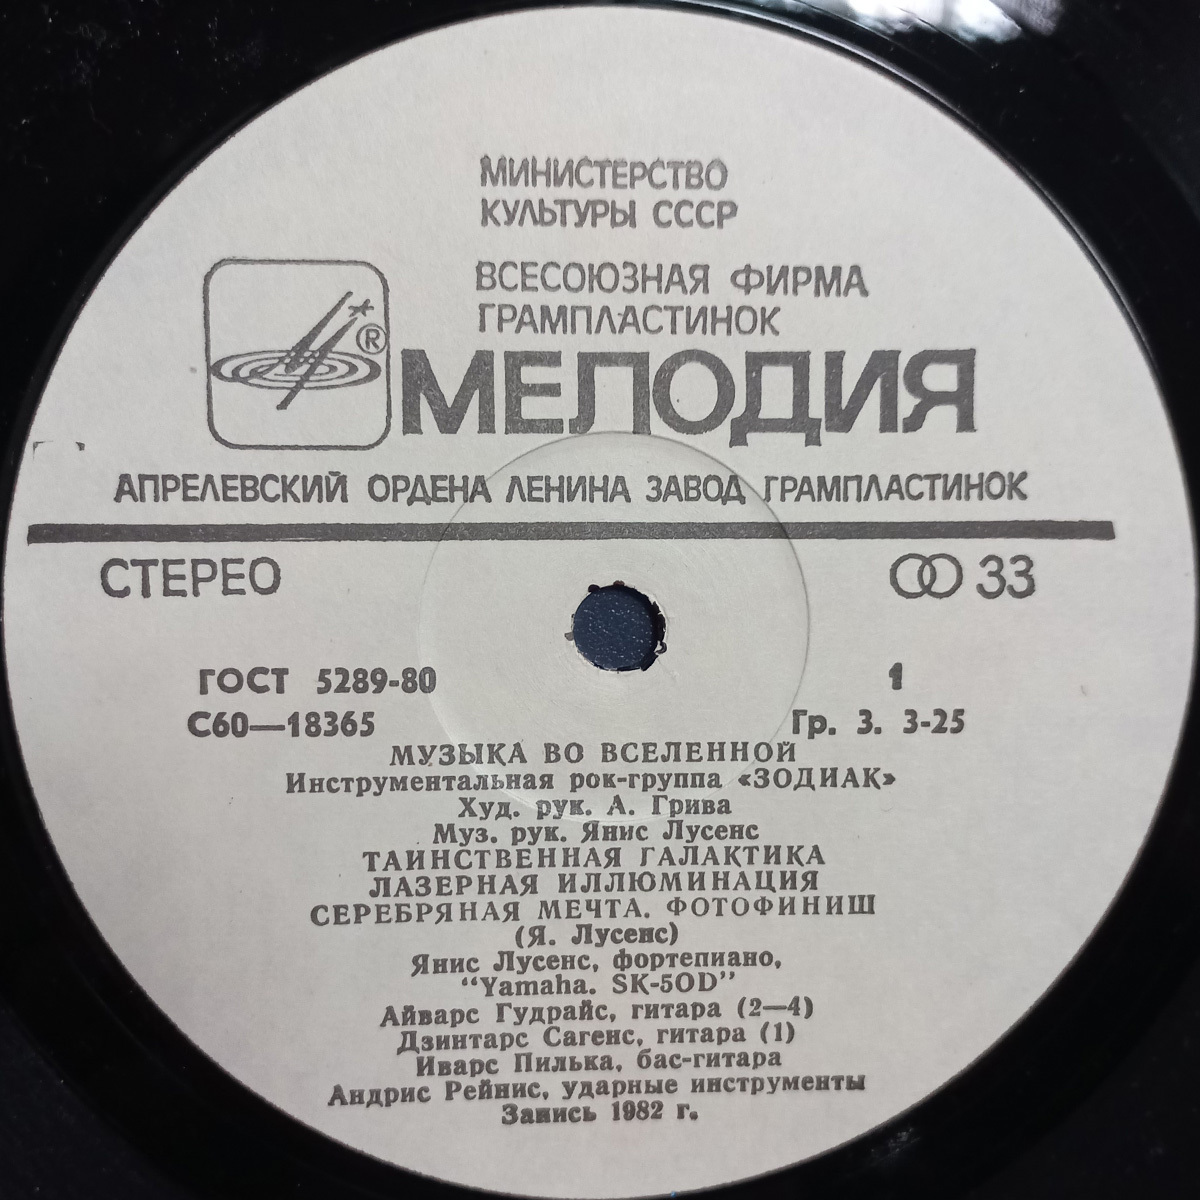 МИНИСТЕРСТВО
КУЛЬТУРЫ СССР
ВСЕСОЮЗНАЯ ФИРМА
ГРАМПЛАСТИНОК
®
МЕЛОДИЯ
АПРЕЛЕВСКИЙ ОРДЕНА ЛЕНИНА ЗАВОД ГРАМПЛАСТИНОК
СТЕРЕО 33
ГОСТ 5289-80 1
С60—18365 Гр. 3. 3-25
МУЗЫКА ВО ВСЕЛЕННОЙ
Инструментальная рок-группа «ЗОДИАК»
Худ. рук. А. Грива
Муз. рук. Янис Лусенс
ТАИНСТВЕННАЯ ГАЛАКТИКА
ЛАЗЕРНАЯ ИЛЛЮМИНАЦИЯ
СЕРЕБРЯНАЯ МЕЧТА. ФОТОФИНИШ
(Я. Лусенс)
Янис Лусенс, фортепиано,
“Yamaha. SK-50D”
Айварс Гудрайс, гитара (2—4)
Дзинтарс Сагенс, гитара (1)
Иварс Пилька, бас-гитара
Андрис Рейнис, ударные инструменты
Запись 1982 г.